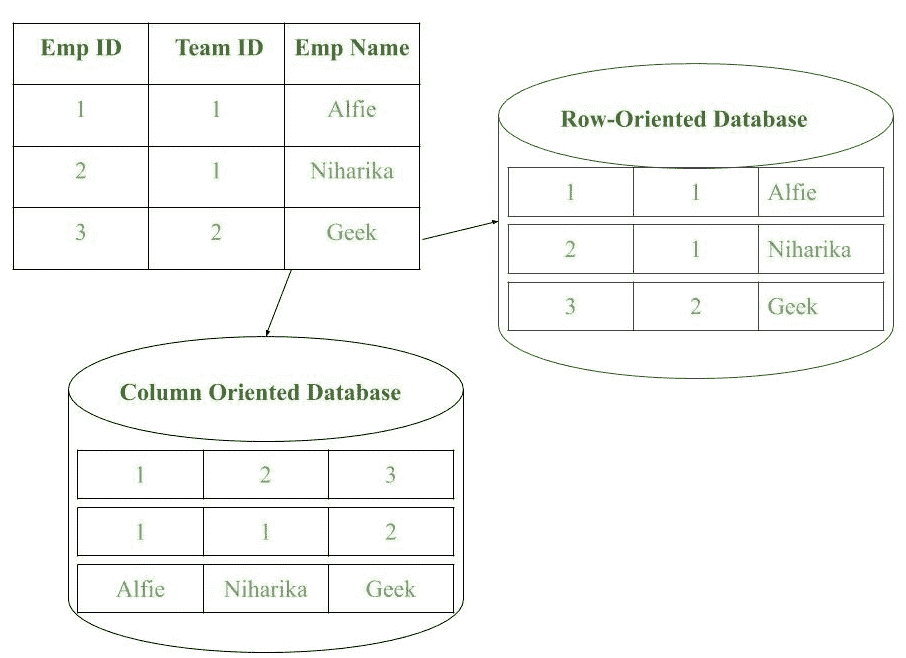 Emp ID Team ID Emp Name
1 1 Alfie
2 1 Niharika
3 2 Geek
Row-Oriented Database
1 1 Alfie
2 1 Niharika
3 2 Geek
Column Oriented Database
1 2 3
1 1 2
Alfie Niharika Geek